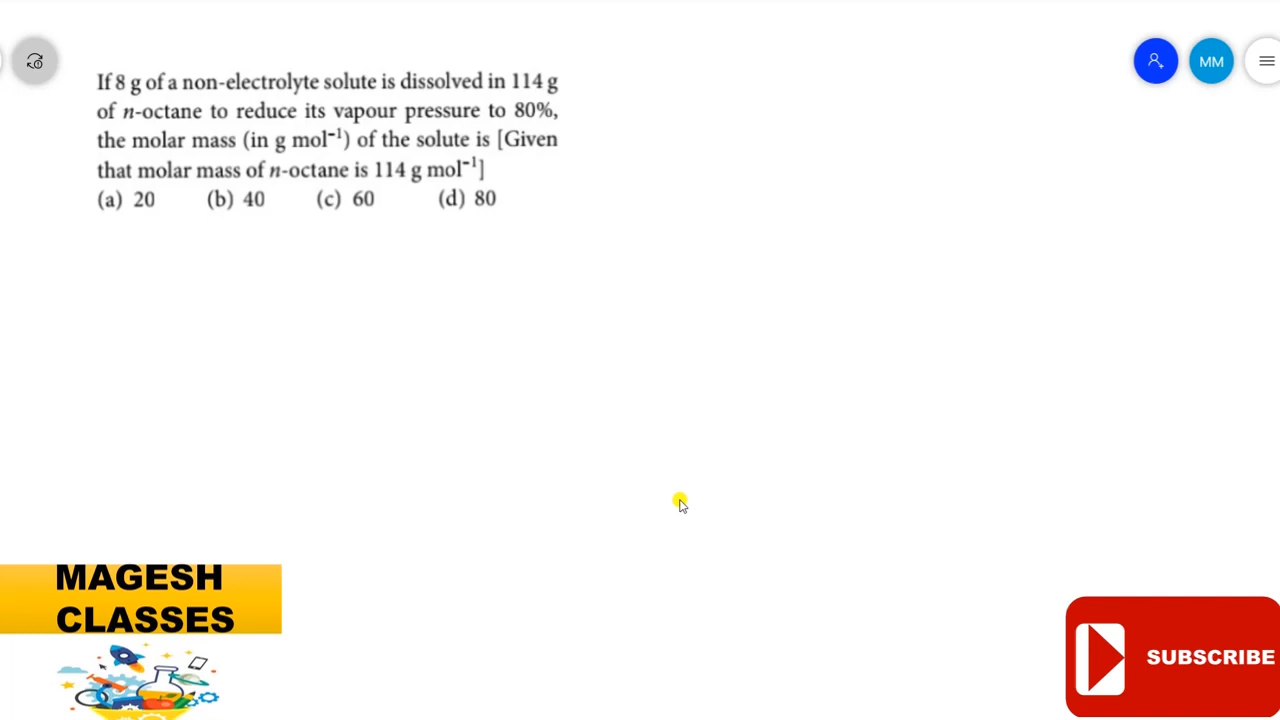 If 8 g of a non-electrolyte solute is dissolved in 114 g
of n-octane to reduce its vapour pressure to 80%,
the molar mass (in g mol⁻¹) of the solute is [Given
that molar mass of n-octane is 114 g mol⁻¹]
(a) 20 (b) 40 (c) 60 (d) 80
MM
MAGESH
CLASSES
SUBSCRIBE